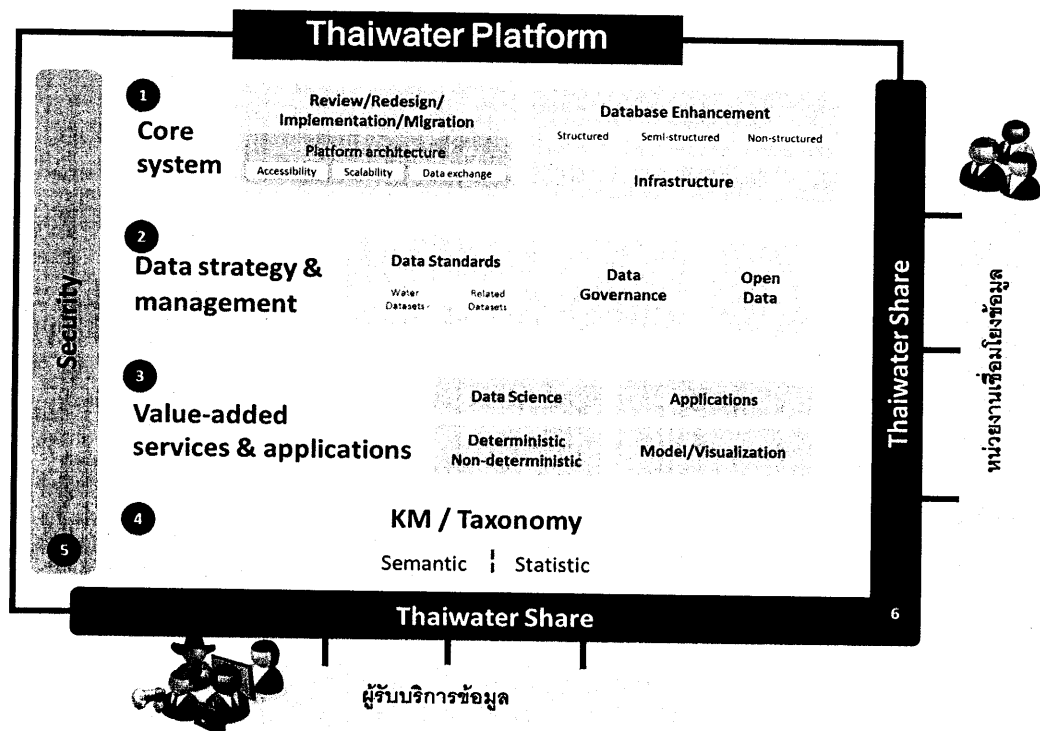 Thaiwater Platform
1
Core
system
Review/Redesign/
Implementation/Migration
Platform architecture
Accessibility
Scalability
Data exchange
Database Enhancement
Structured
Semi-structured
Non-structured
Infrastructure
2
Data strategy &
management
Data Standards
Water
Datasets
Related
Datasets
Data
Governance
Open
Data
3
Value-added
services & applications
Data Science
Applications
Deterministic
Non-deterministic
Model/Visualization
4
KM / Taxonomy
Semantic ¦ Statistic
Security
5
Thaiwater Share
หน่วยงานเชื่อมโยงข้อมูล
Thaiwater Share
6
ผู้รับบริการข้อมูล